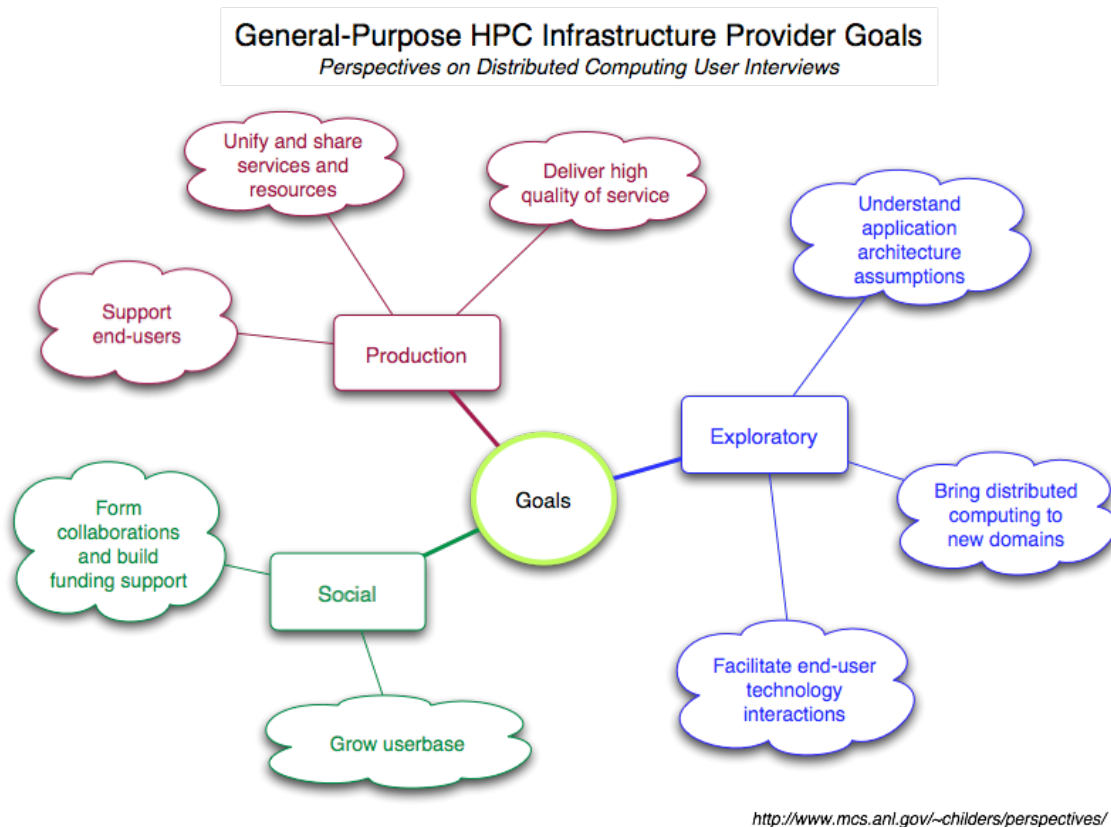 General-Purpose HPC Infrastructure Provider Goals
Perspectives on Distributed Computing User Interviews
Unify and share
services and
resources
Deliver high
quality of service
Understand
application
architecture
assumptions
Support
end-users
Production
Exploratory
Goals
Bring distributed
computing to
new domains
Form
collaborations
and build
funding support
Social
Facilitate end-user
technology
interactions
Grow userbase
http://www.mcs.anl.gov/~childers/perspectives/